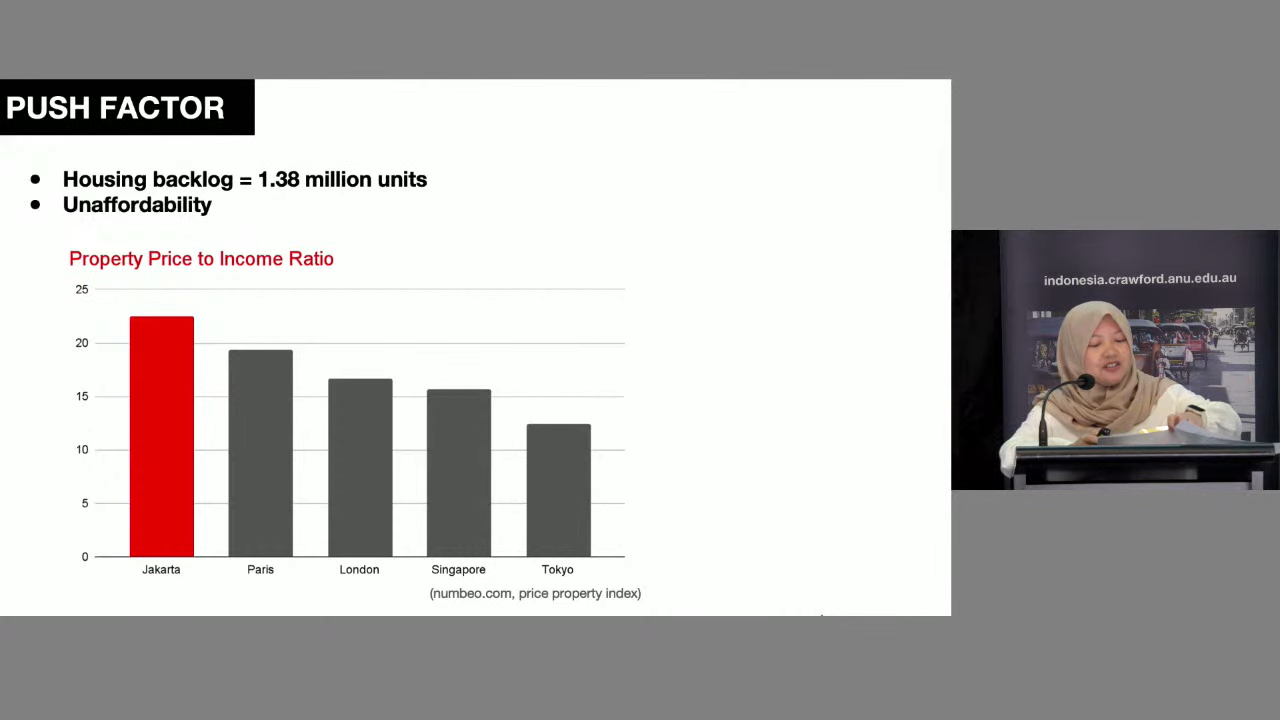 PUSH FACTOR
● Housing backlog = 1.38 million units
● Unaffordability
Property Price to Income Ratio
25
20
15
10
5
0
Jakarta Paris London Singapore Tokyo
(numbeo.com, price property index)
indonesia.crawford.anu.edu.au